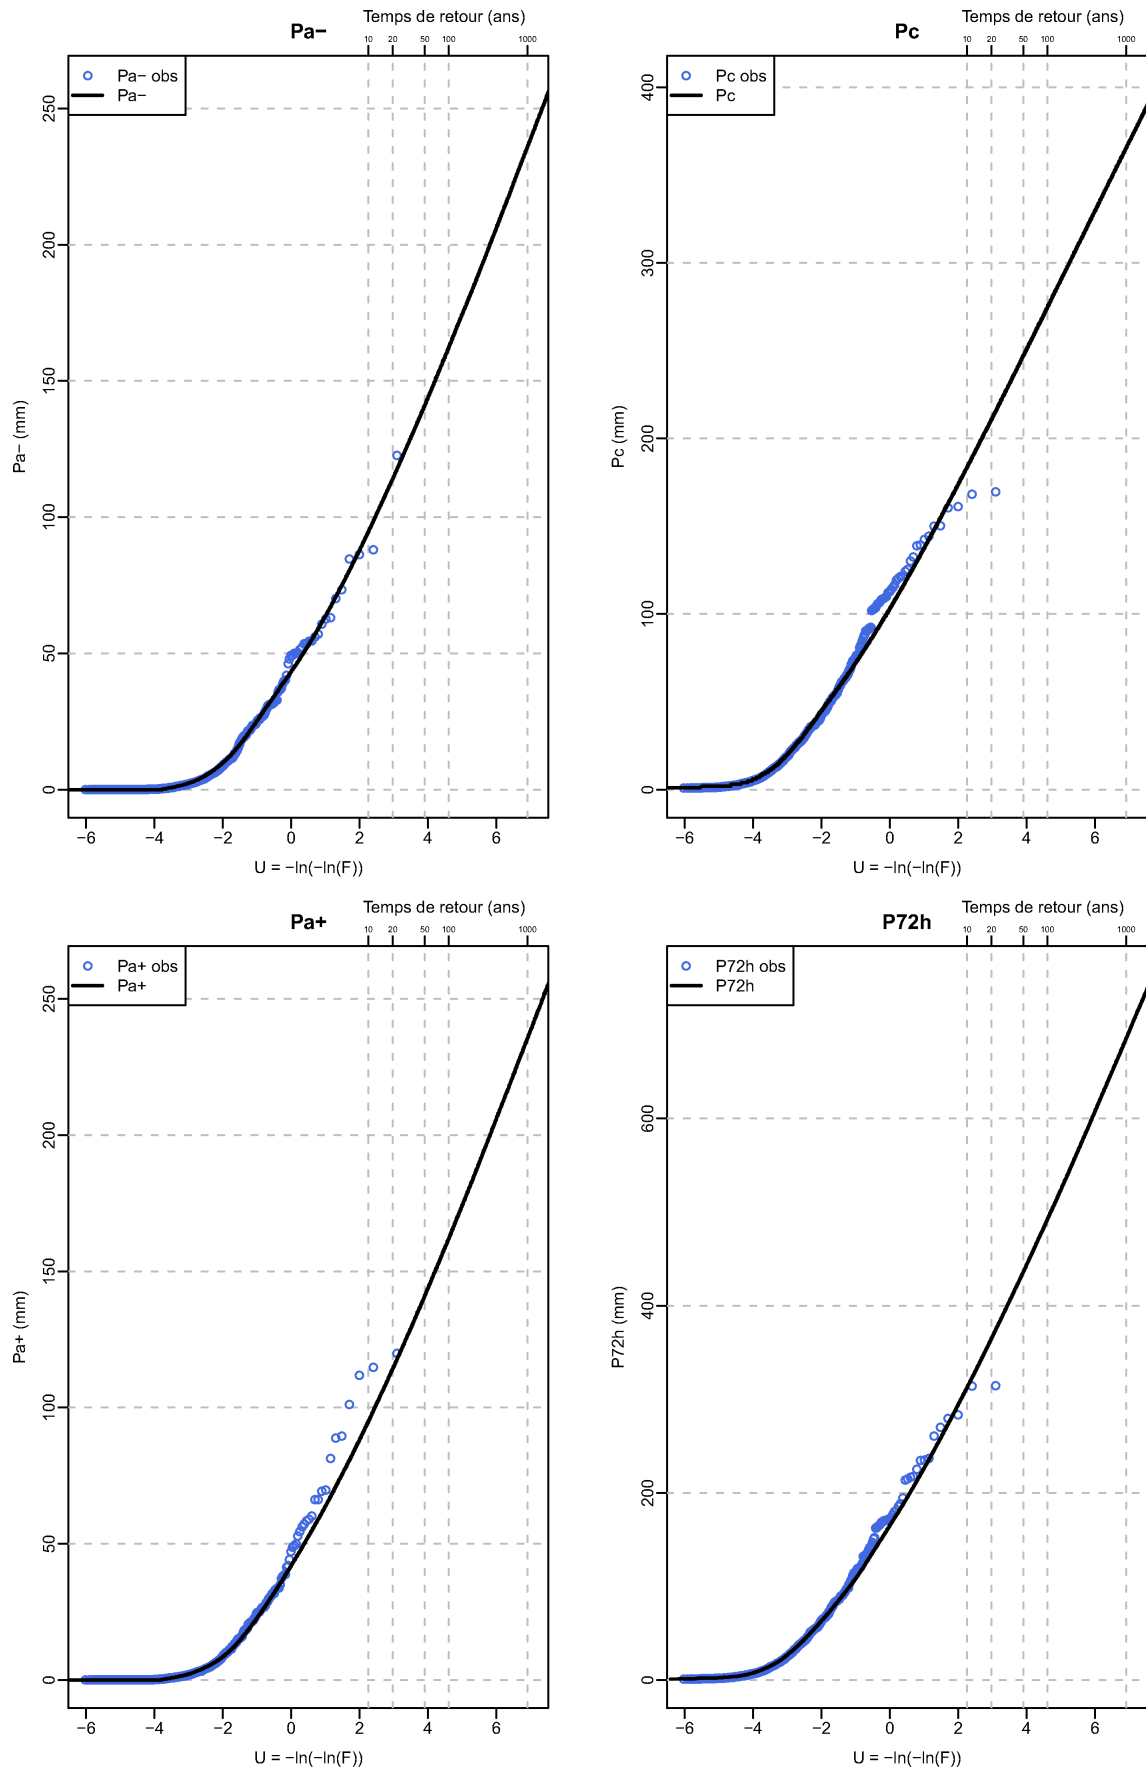 Temps de retour (ans)
Pa−
10 20 50 100 1000
Pa− obs
Pa−
250
200
150
100
50
0
Pa− (mm)
−6 −4 −2 0 2 4 6
U = −ln(−ln(F))
Temps de retour (ans)
Pc
10 20 50 100 1000
Pc obs
Pc
400
300
200
100
0
Pc (mm)
−6 −4 −2 0 2 4 6
U = −ln(−ln(F))
Temps de retour (ans)
Pa+
10 20 50 100 1000
Pa+ obs
Pa+
250
200
150
100
50
0
Pa+ (mm)
−6 −4 −2 0 2 4 6
U = −ln(−ln(F))
Temps de retour (ans)
P72h
10 20 50 100 1000
P72h obs
P72h
600
400
200
0
P72h (mm)
−6 −4 −2 0 2 4 6
U = −ln(−ln(F))